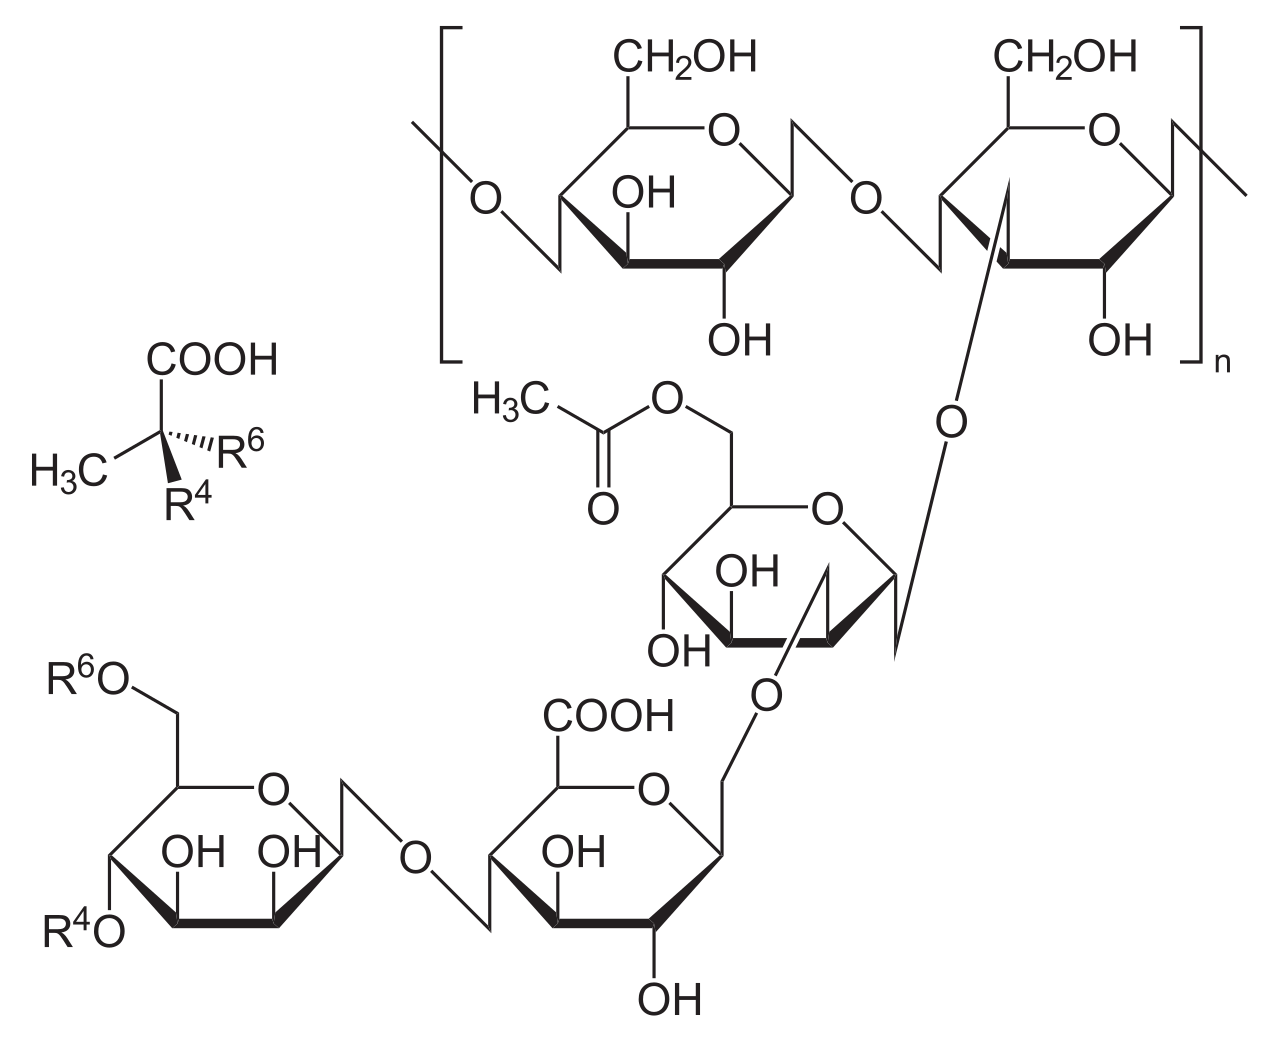 CH2OH CH2OH
O O
OH O O
OH OH
n
COOH
H3C R6
R4
H3C O O
O O
OH
OH
R6O COOH O
O O
OH OH O OH
R4O
OH